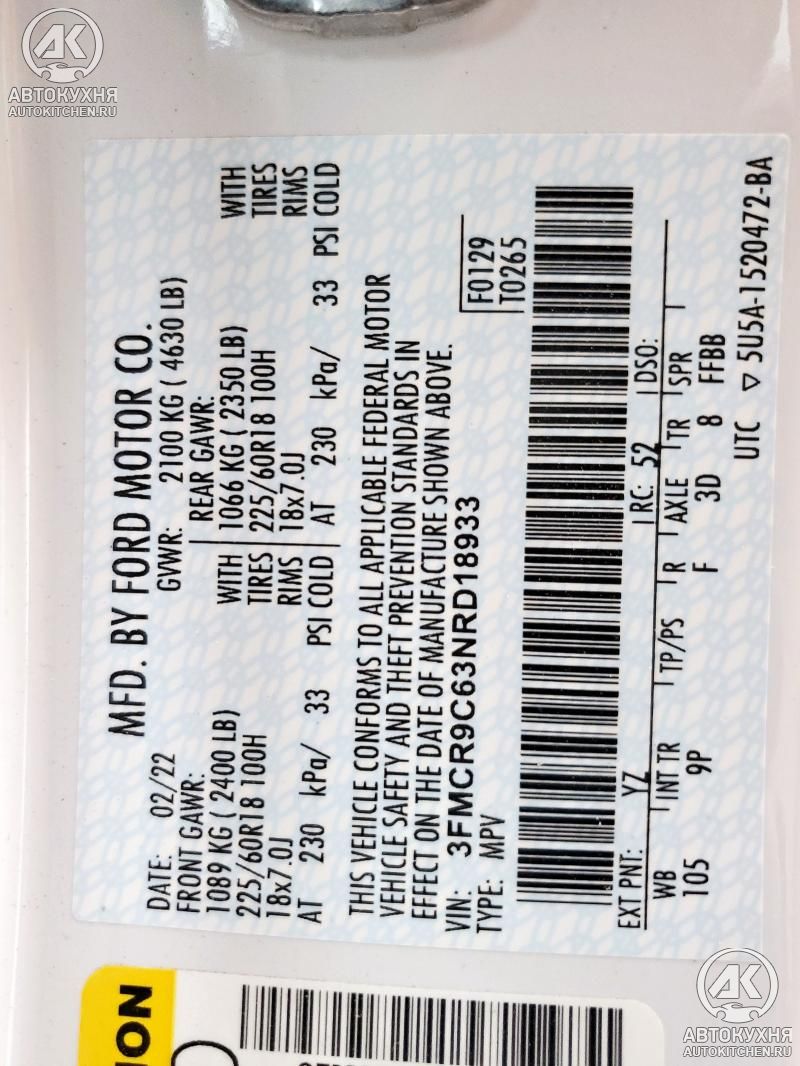 AK
АВТОКУХНЯ
AUTOKITCHEN.RU
MFD. BY FORD MOTOR CO.
DATE: 02/22
GVWR: 2100 KG ( 4630 LB)
FRONT GAWR:
REAR GAWR:
1089 KG ( 2400 LB)
WITH
1066 KG ( 2350 LB)
WITH
225/60R18 100H
TIRES
225/60R18 100H
TIRES
18x7.0J
RIMS
18x7.0J
RIMS
AT 230 kPa/ 33 PSI COLD
AT 230 kPa/ 33 PSI COLD
THIS VEHICLE CONFORMS TO ALL APPLICABLE FEDERAL MOTOR
VEHICLE SAFETY AND THEFT PREVENTION STANDARDS IN
EFFECT ON THE DATE OF MANUFACTURE SHOWN ABOVE.
VIN: 3FMCR9C63NRD18933
F0129
TYPE: MPV
T0265
EXT PNT: YZ
RC: 52
DSO:
WB
INT TR
TP/PS
R
AXLE
TR
SPR
105
9P
F
3D
8
FFBB
UTC ▽ 5U5A-1520472-BA
ION
AK
АВТОКУХНЯ
AUTOKITCHEN.RU